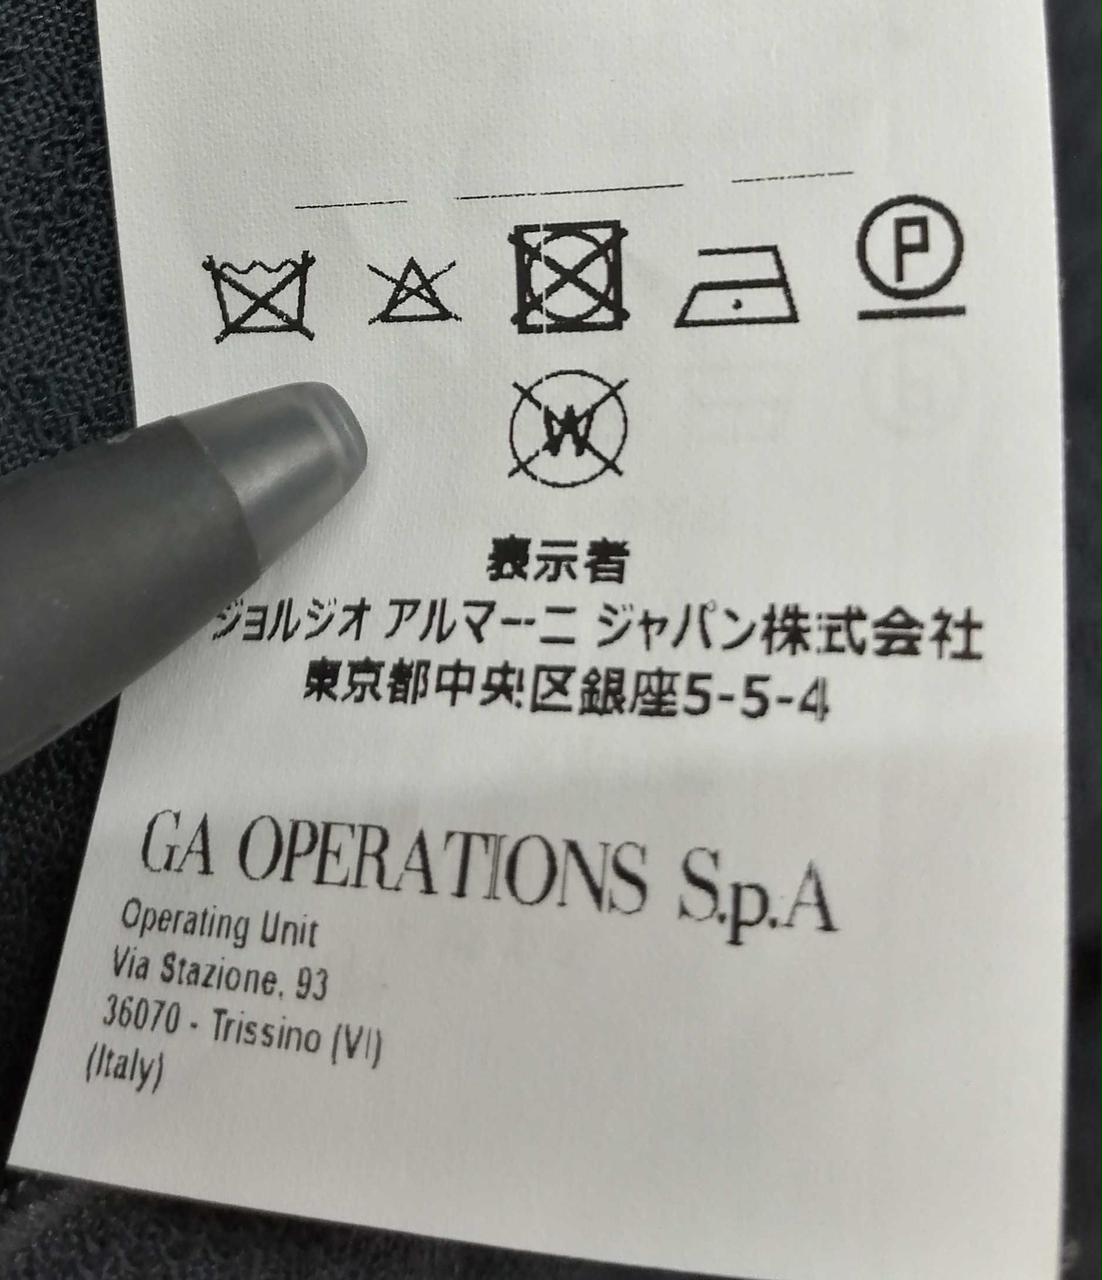 P
W
表示者
ジョルジオ アルマーニ ジャパン株式会社
東京都中央区銀座5-5-4
GA OPERATIONS S.p.A
Operating Unit
Via Stazione, 93
36070 - Trissino (VI)
(Italy)